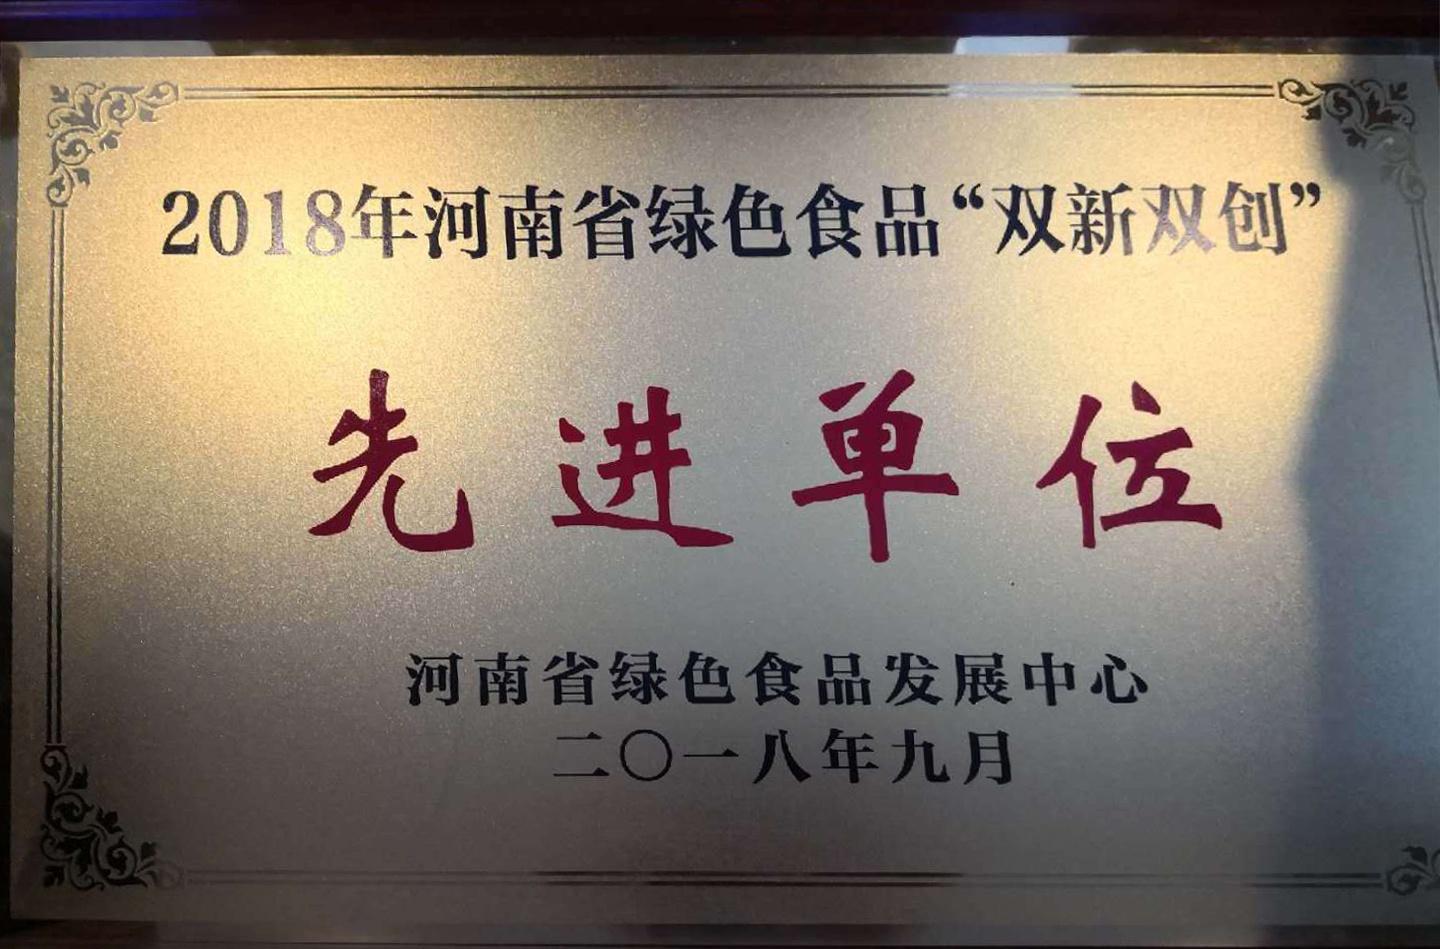 2018年河南省绿色食品“双新双创”
先进单位
河南省绿色食品发展中心
二〇一八年九月